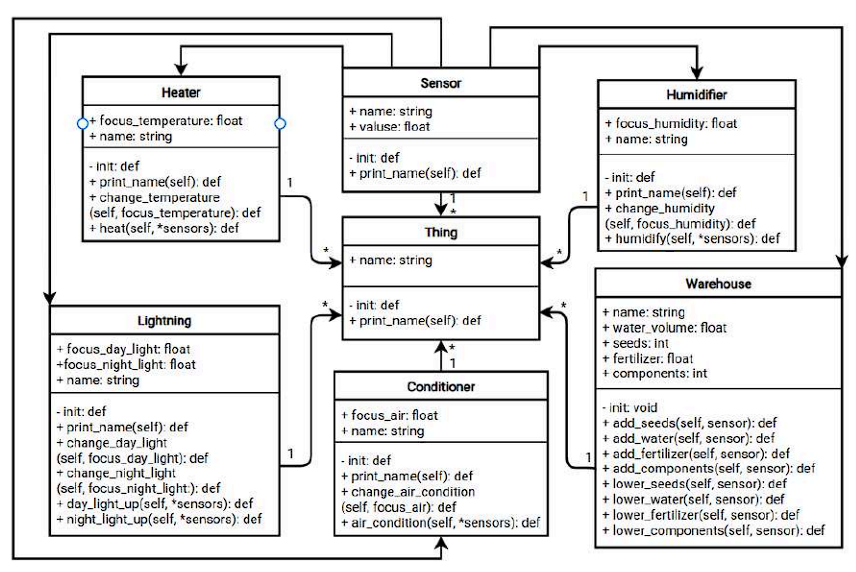 Heater
+ focus_temperature: float
+ name: string
- init: def
+ print_name(self): def
+ change_temperature
(self, focus_temperature): def
+ heat(self, *sensors): def
Sensor
+ name: string
+ valuse: float
- init: def
+ print_name(self): def
Humidifier
+ focus_humidity: float
+ name: string
- init: def
+ print_name(self): def
+ change_humidity
(self, focus_humidity): def
+ humidify(self, *sensors): def
1
*
1
*
1
*
Thing
+ name: string
- init: def
+ print_name(self): def
Lightning
+ focus_day_light: float
+focus_night_light: float
+ name: string
- init: def
+ print_name(self): def
+ change_day_light
(self, focus_day_light): def
+ change_night_light
(self, focus_night_light:): def
+ day_light_up(self, *sensors): def
+ night_light_up(self, *sensors): def
1
*
*
1
Conditioner
+ focus_air: float
+ name: string
- init: def
+ print_name(self): def
+ change_air_condition
(self, focus_air): def
+ air_condition(self, *sensors): def
*
1
Warehouse
+ name: string
+ water_volume: float
+ seeds: int
+ fertilizer: float
+ components: int
- init: void
+ add_seeds(self, sensor): def
+ add_water(self, sensor): def
+ add_fertilizer(self, sensor): def
+ add_components(self, sensor): def
+ lower_seeds(self, sensor): def
+ lower_water(self, sensor): def
+ lower_fertilizer(self, sensor): def
+ lower_components(self, sensor): def